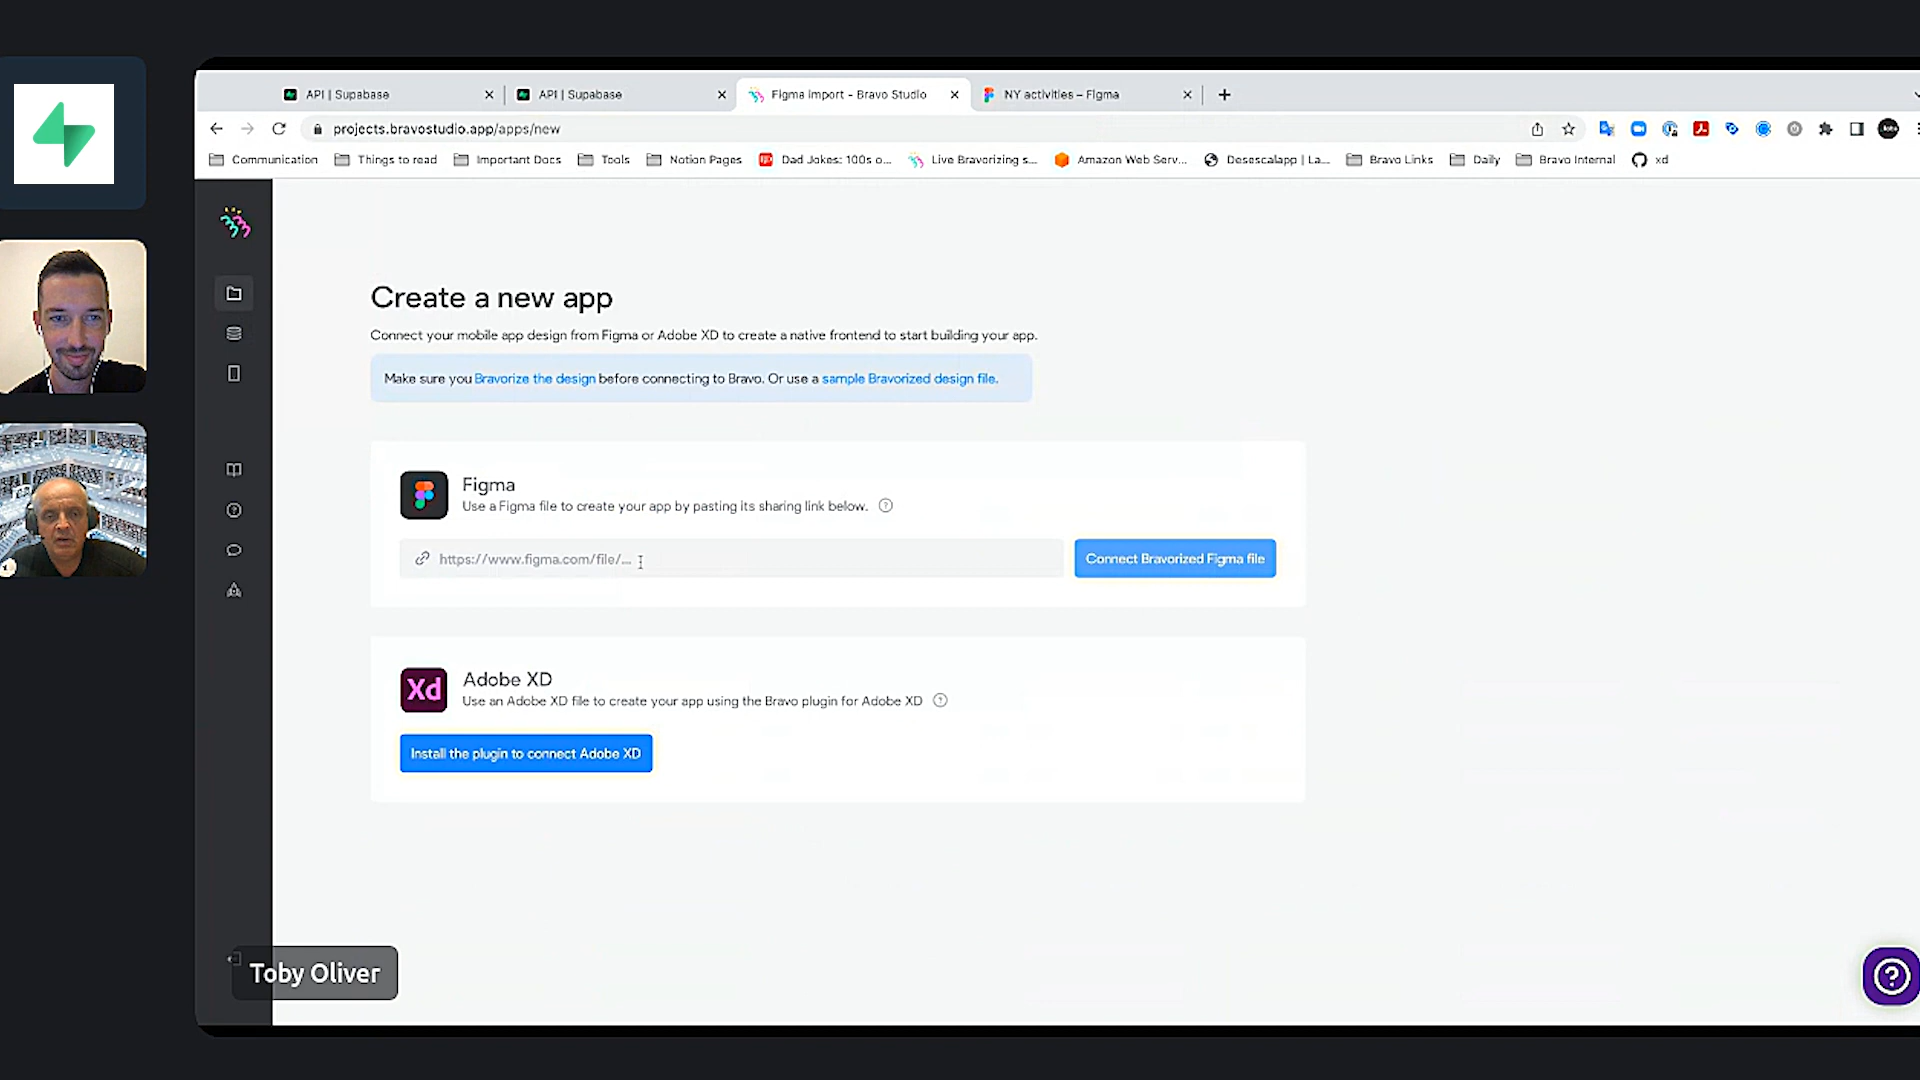 API | Supabase
API | Supabase
Figma import - Bravo Studio
NY activities – Figma
projects.bravostudio.app/apps/new
Communication
Things to read
Important Docs
Tools
Notion Pages
Dad Jokes: 100s o...
Live Bravorizing s...
Amazon Web Serv...
Desescalapp | La...
Bravo Links
Daily
Bravo Internal
xd
Create a new app
Connect your mobile app design from Figma or Adobe XD to create a native frontend to start building your app.
Make sure you Bravorize the design before connecting to Bravo. Or use a sample Bravorized design file.
Figma
Use a Figma file to create your app by pasting its sharing link below.
https://www.figma.com/file/...
Connect Bravorized Figma file
Xd
Adobe XD
Use an Adobe XD file to create your app using the Bravo plugin for Adobe XD
Install the plugin to connect Adobe XD
Toby Oliver